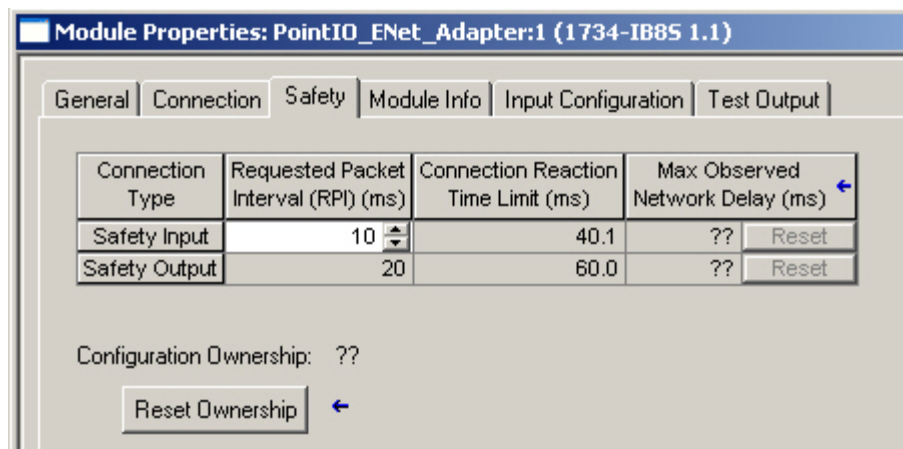 Module Properties: PointIO_ENet_Adapter:1 (1734-IB8S 1.1)
General Connection Safety Module Info Input Configuration Test Output
Connection Type Requested Packet Interval (RPI) (ms) Connection Reaction Time Limit (ms) Max Observed Network Delay (ms)
Safety Input 10 40.1 ?? Reset
Safety Output 20 60.0 ?? Reset
Configuration Ownership: ??
Reset Ownership